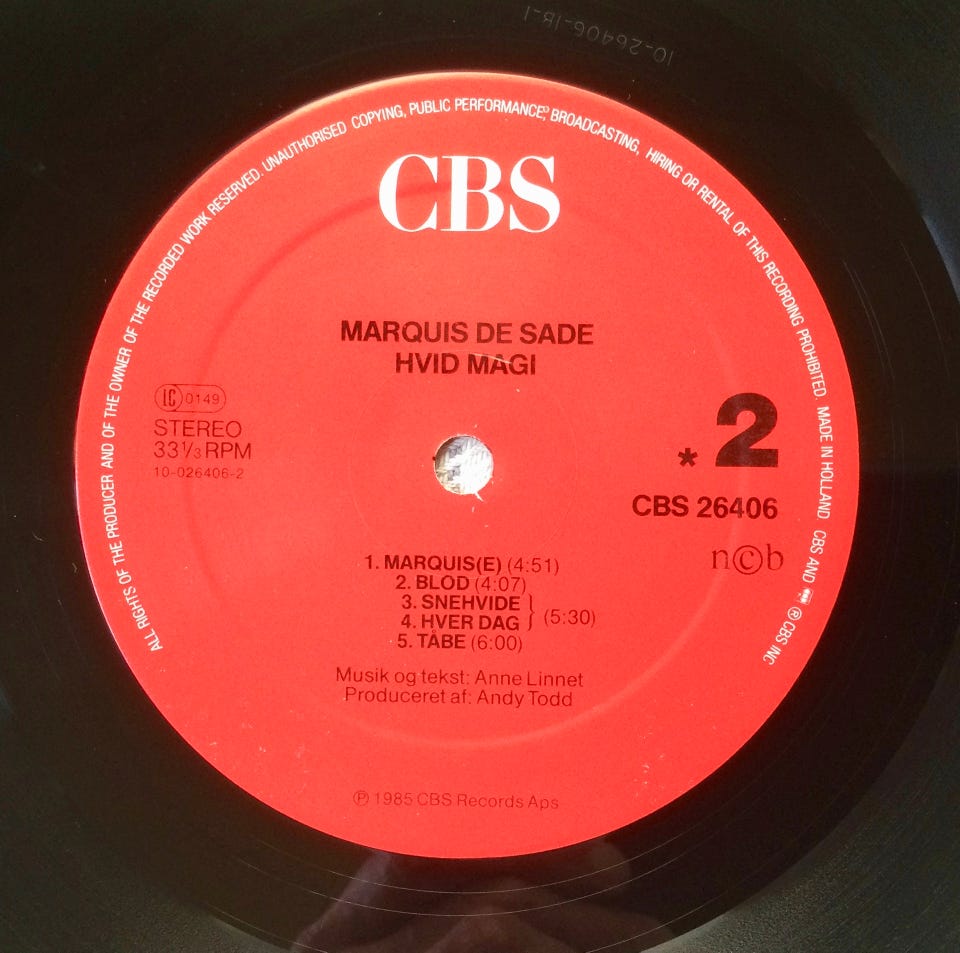 10-26406-1B-1
ALL RIGHTS OF THE PRODUCER AND OF THE OWNER OF THE RECORDED WORK RESERVED. UNAUTHORISED COPYING, PUBLIC PERFORMANCE, BROADCASTING, HIRING OR RENTAL OF THIS RECORDING PROHIBITED. MADE IN HOLLAND CBS AND ® CBS INC
CBS
MARQUIS DE SADE
HVID MAGI
LC 0149
STEREO
33 1/3 RPM
10-026406-2
* 2
CBS 26406
n©b
1. MARQUIS(E) (4:51)
2. BLOD (4:07)
3. SNEHVIDE
4. HVER DAG } (5:30)
5. TÅBE (6:00)
Musik og tekst: Anne Linnet
Produceret af: Andy Todd
℗ 1985 CBS Records Aps